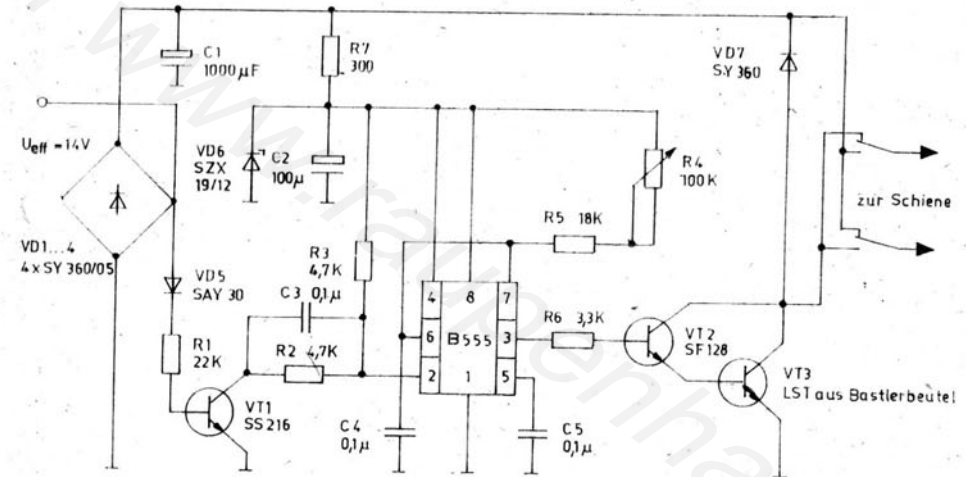 C1
1000µF
R7
300
VD7
SY 360
Ueff = 14V
VD6
SZX
19/12
C2
100µ
R4
100K
zur Schiene
R5 18K
VD1...4
4xSY 360/05
VD5
SAY 30
R3
4,7K
C3 0,1µ
4 8 7
6 B555 3
2 1 5
R6 3,3K
R1
22K
R2 4,7K
VT2
SF128
VT1
SS216
VT3
LST aus Bastlerbeutel
C4
0,1µ
C5
0,1µ